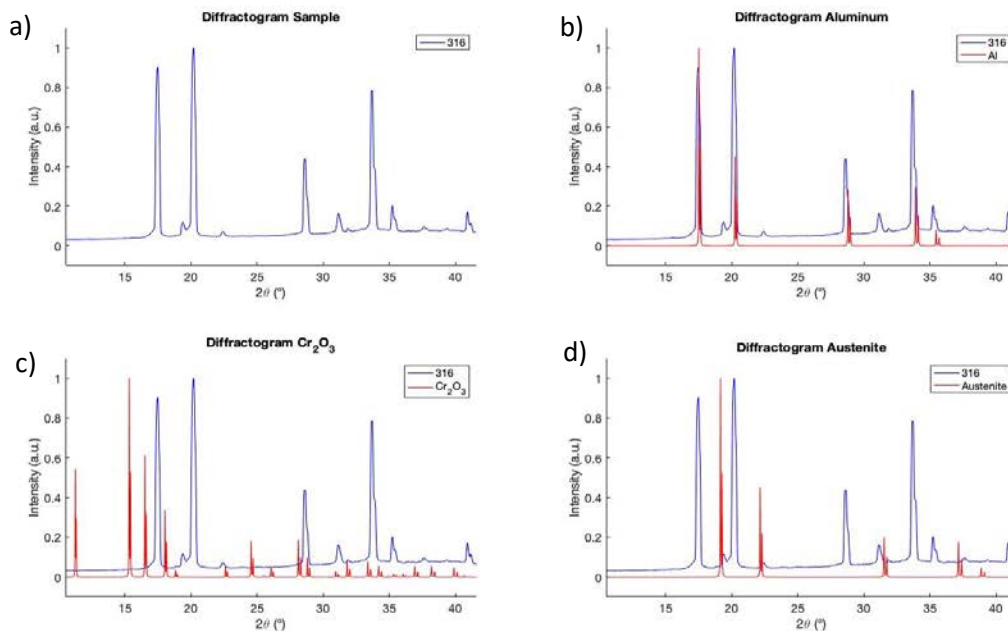 a)
Diffractogram Sample
316
Intensity (a.u.)
1
0.8
0.6
0.4
0.2
0
15 20 25 30 35 40
2θ (º)
b)
Diffractogram Aluminum
316
Al
Intensity (a.u.)
1
0.8
0.6
0.4
0.2
0
15 20 25 30 35 40
2θ (º)
c)
Diffractogram Cr₂O₃
316
Cr₂O₃
Intensity (a.u.)
1
0.8
0.6
0.4
0.2
0
15 20 25 30 35 40
2θ (º)
d)
Diffractogram Austenite
316
Austenite
Intensity (a.u.)
1
0.8
0.6
0.4
0.2
0
15 20 25 30 35 40
2θ (º)